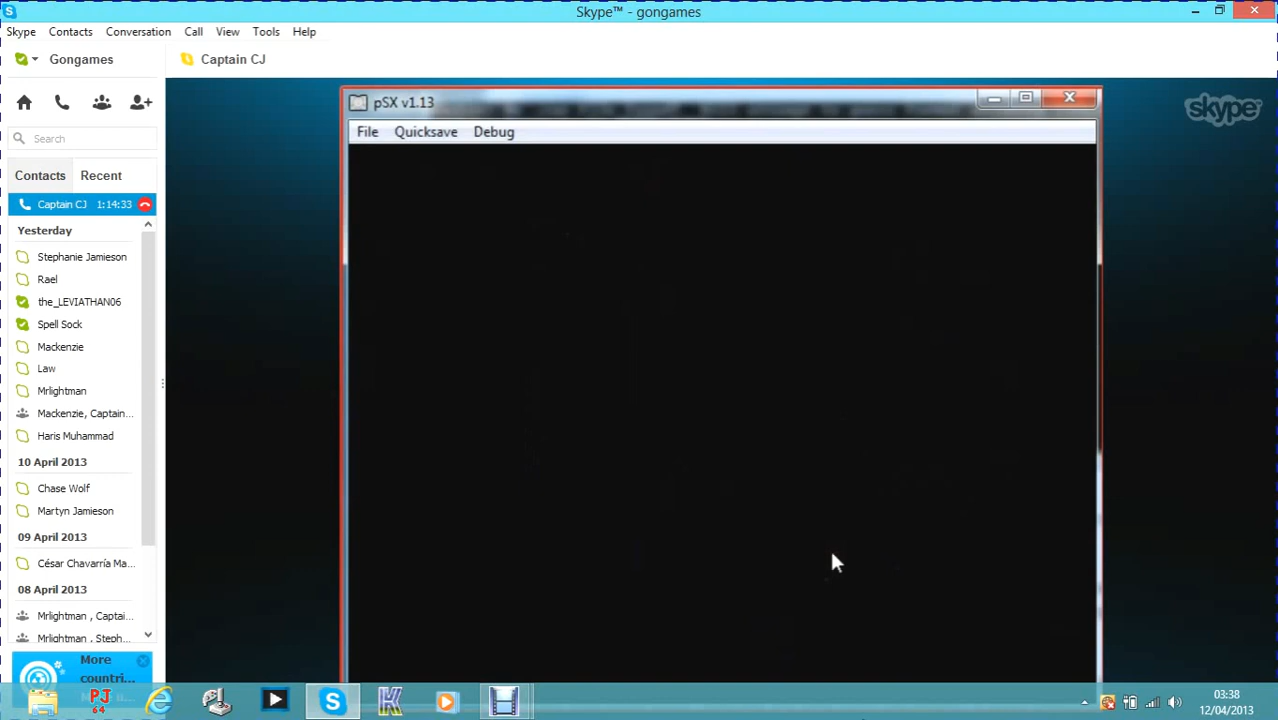 Skype™ - gongames
Skype Contacts Conversation Call View Tools Help
Gongames
Captain CJ
skype
pSX v1.13
File Quicksave Debug
Search
Contacts Recent
Captain CJ 1:14:33
Yesterday
Stephanie Jamieson
Rael
the_LEVIATHAN06
Spell Sock
Mackenzie
Law
Mrlightman
Mackenzie, Captain...
Haris Muhammad
10 April 2013
Chase Wolf
Martyn Jamieson
09 April 2013
César Chavarría Ma...
08 April 2013
Mrlightman , Captai...
Mrlightman , Steph...
More
countri...
PJ
64
K
03:38
12/04/2013